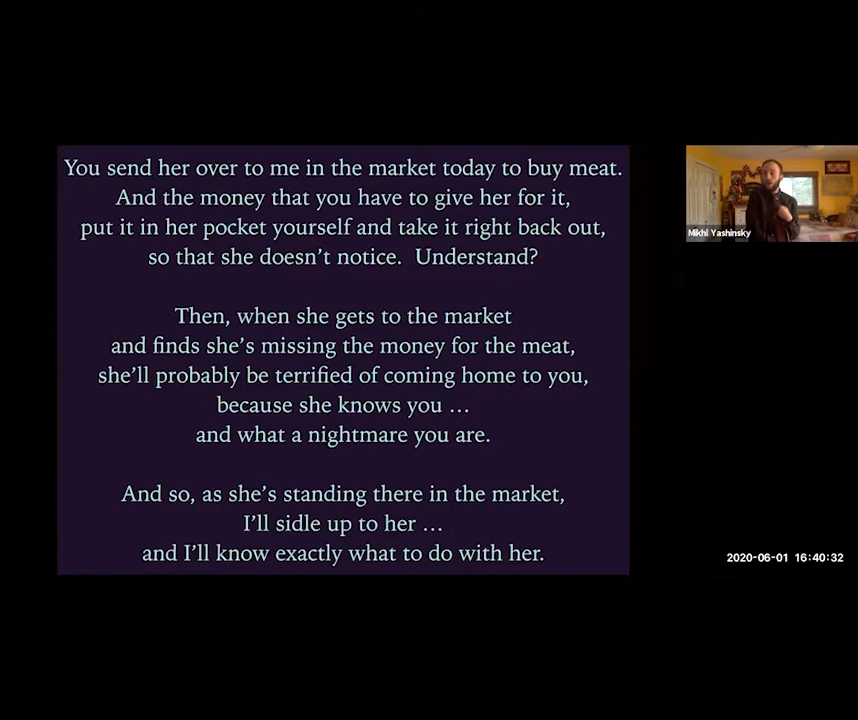 You send her over to me in the market today to buy meat.
And the money that you have to give her for it,
put it in her pocket yourself and take it right back out,
so that she doesn’t notice.  Understand?
Then, when she gets to the market
and finds she’s missing the money for the meat,
she’ll probably be terrified of coming home to you,
because she knows you …
and what a nightmare you are.
And so, as she’s standing there in the market,
I’ll sidle up to her …
and I’ll know exactly what to do with her.
Mikhl Yashinsky
2020-06-01 16:40:32